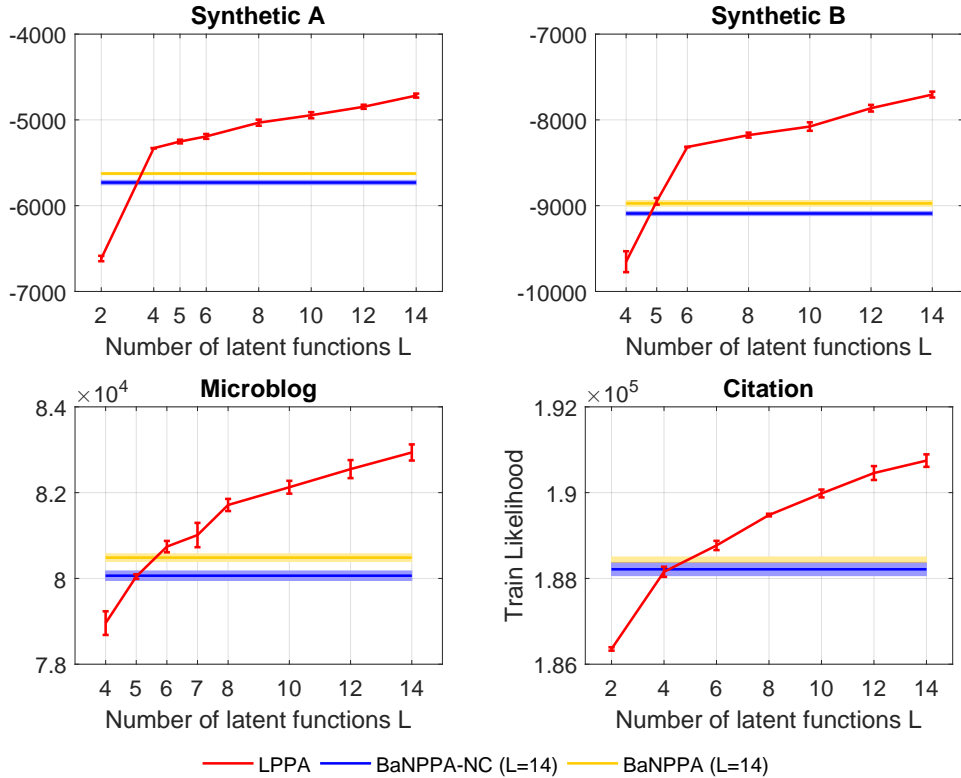 Synthetic A
-4000
-5000
-6000
-7000
2 4 5 6 8 10 12 14
Number of latent functions L
Synthetic B
-7000
-8000
-9000
-10000
4 5 6 8 10 12 14
Number of latent functions L
Microblog
×10⁴
8.4
8.2
8
7.8
4 5 6 7 8 10 12 14
Number of latent functions L
Citation
×10⁵
1.92
1.9
1.88
1.86
Train Likelihood
2 4 6 8 10 12 14
Number of latent functions L
LPPA BaNPPA-NC (L=14) BaNPPA (L=14)